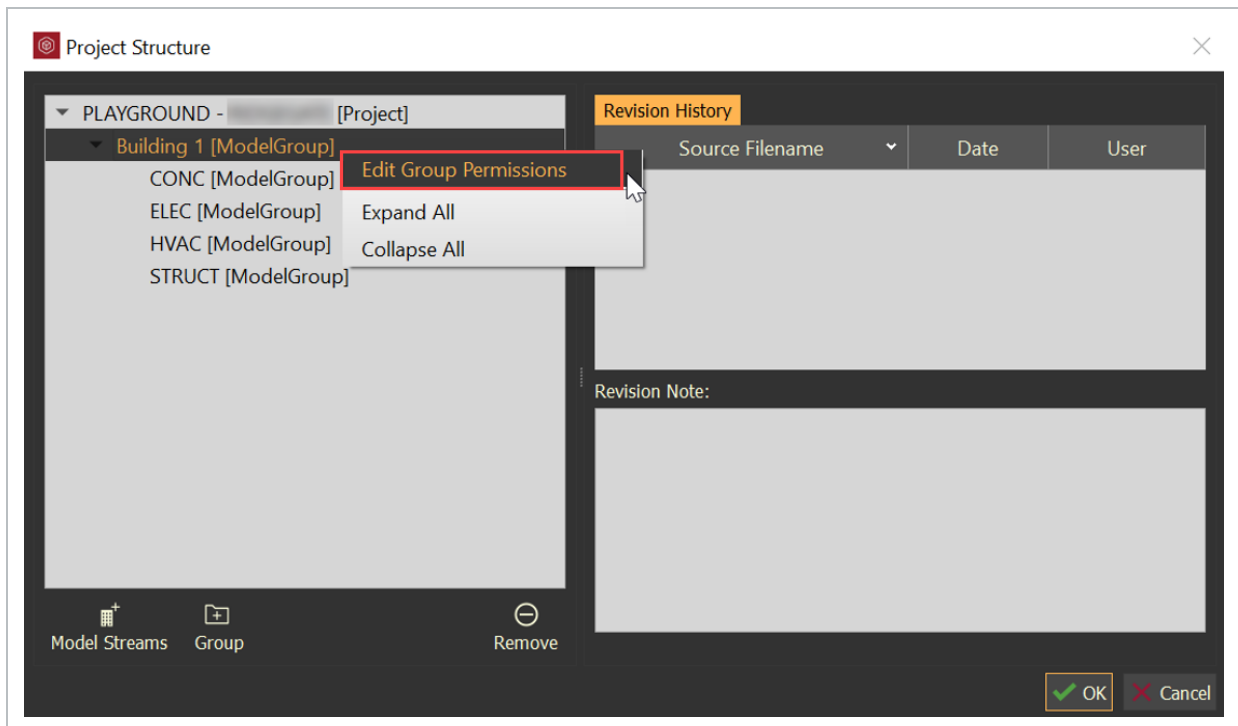 Project Structure
PLAYGROUND - [Project]
Building 1 [ModelGroup]
CONC [ModelGroup]
ELEC [ModelGroup]
HVAC [ModelGroup]
STRUCT [ModelGroup]
Edit Group Permissions
Expand All
Collapse All
Model Streams Group Remove
Revision History
Source Filename Date User
Revision Note:
OK Cancel